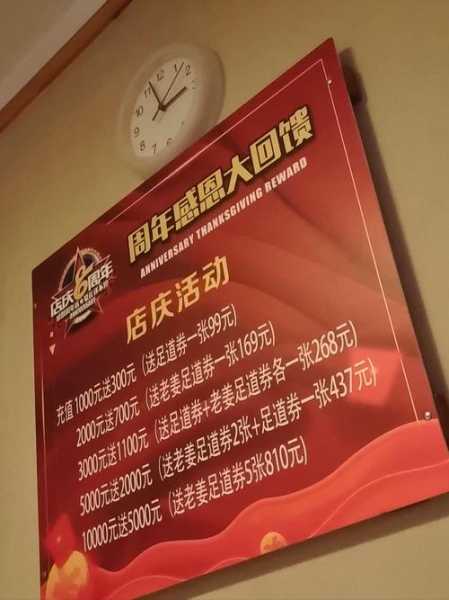 11 12
周年感恩大回馈
ANNIVERSARY THANKSGIVING REWARD
店庆6周年
ANNIVERSARY
店庆活动
充值1000元送300元（送足道券一张99元）
2000元送700元（送老姜足道券一张169元）
3000元送1100元（送足道券+老姜足道券各一张268元）
5000元送2000元（送老姜足道券2张+足道券一张437元）
10000元送5000元（送老姜足道券5张810元）